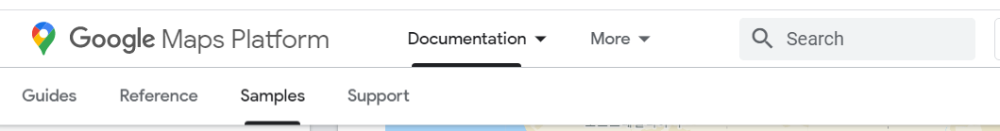 Google Maps Platform Documentation More Search
Guides Reference Samples Support